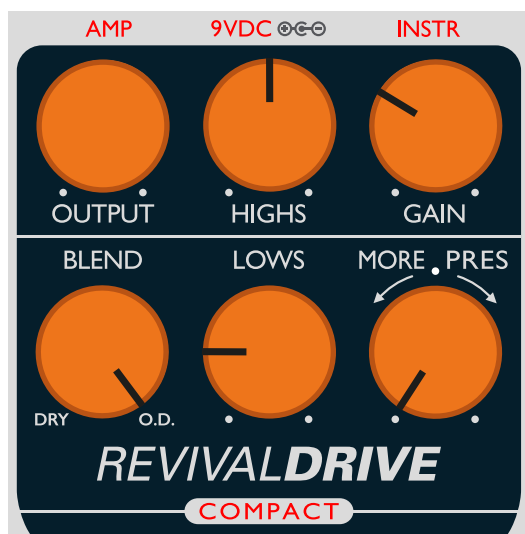 AMP 9VDC INSTR
OUTPUT HIGHS GAIN
BLEND LOWS MORE PRES
DRY O.D.
REVIVALDRIVE
COMPACT